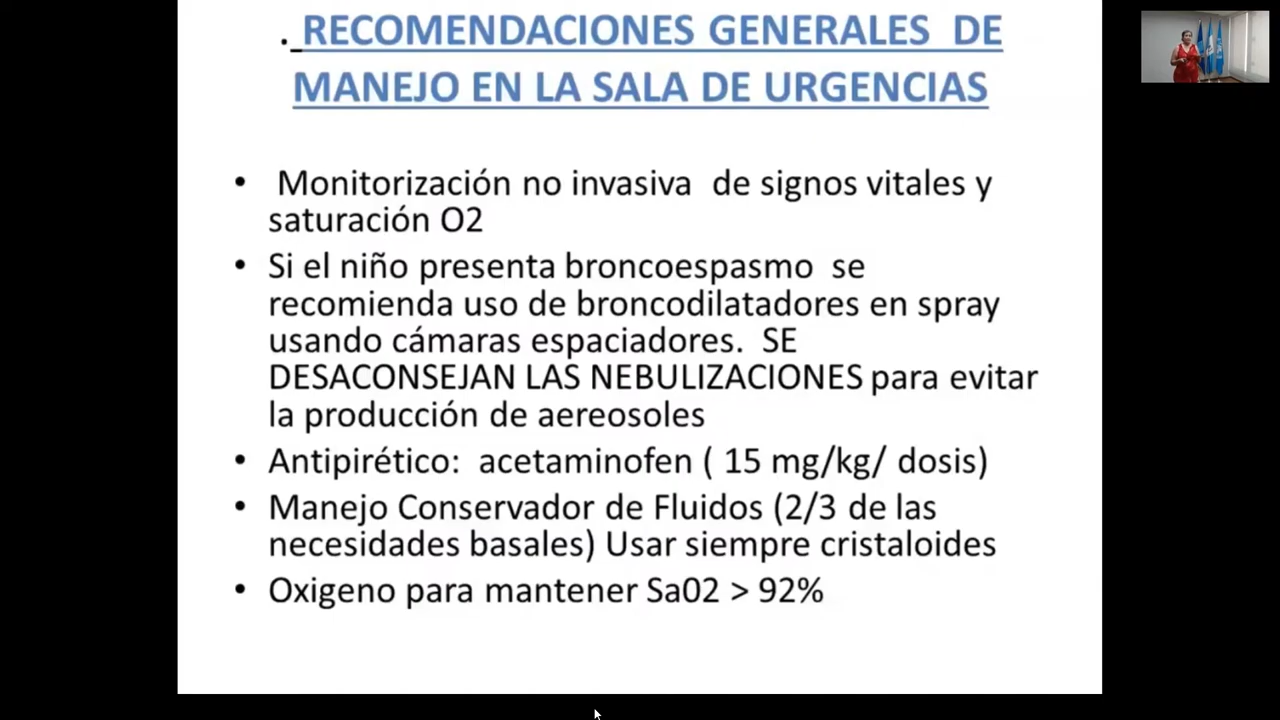 . RECOMENDACIONES GENERALES DE
MANEJO EN LA SALA DE URGENCIAS
• Monitorización no invasiva de signos vitales y
saturación O2
• Si el niño presenta broncoespasmo se
recomienda uso de broncodilatadores en spray
usando cámaras espaciadores. SE
DESACONSEJAN LAS NEBULIZACIONES para evitar
la producción de aereosoles
• Antipirético: acetaminofen ( 15 mg/kg/ dosis)
• Manejo Conservador de Fluidos (2/3 de las
necesidades basales) Usar siempre cristaloides
• Oxigeno para mantener Sa02 > 92%